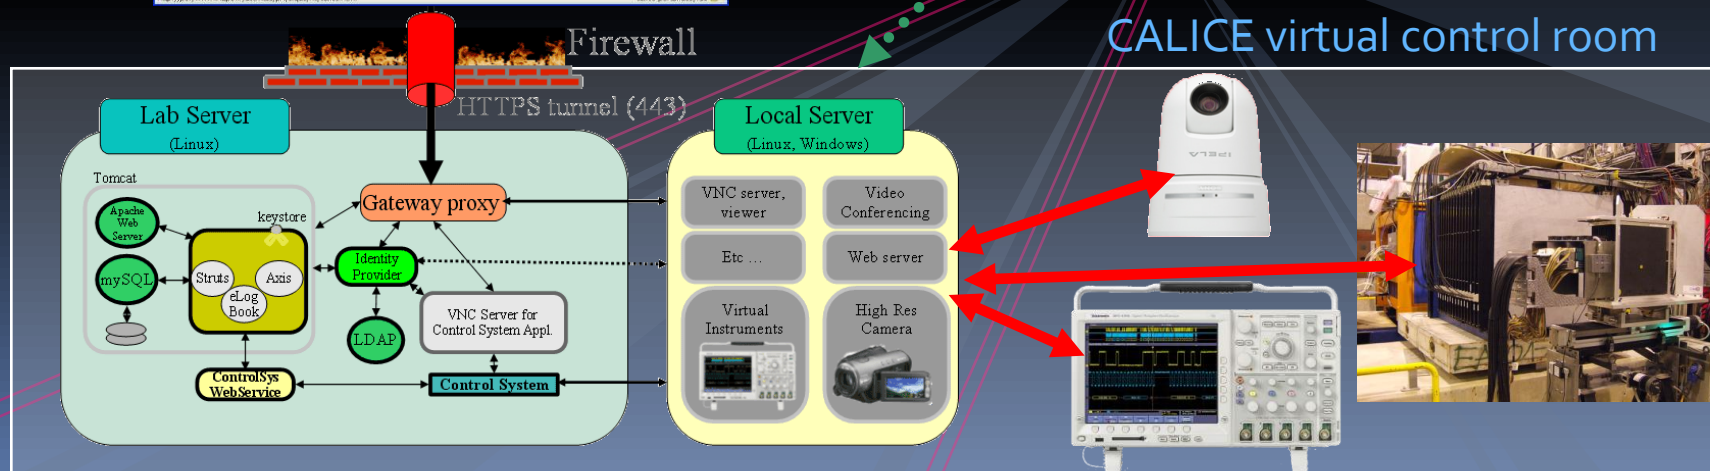 Firewall
CALICE virtual control room
HTTPS tunnel (443)
Lab Server
(Linux)
Local Server
(Linux, Windows)
Tomcat
Apache
Web
Server
keystore
mySQL
Struts
Axis
eLog
Book
Gateway proxy
Identity
Provider
LDAP
VNC Server for
Control System Appl.
ControlSys
WebService
Control System
VNC server,
viewer
Video
Conferencing
Etc ...
Web server
Virtual
Instruments
High Res
Camera
IPELA
Tektronix